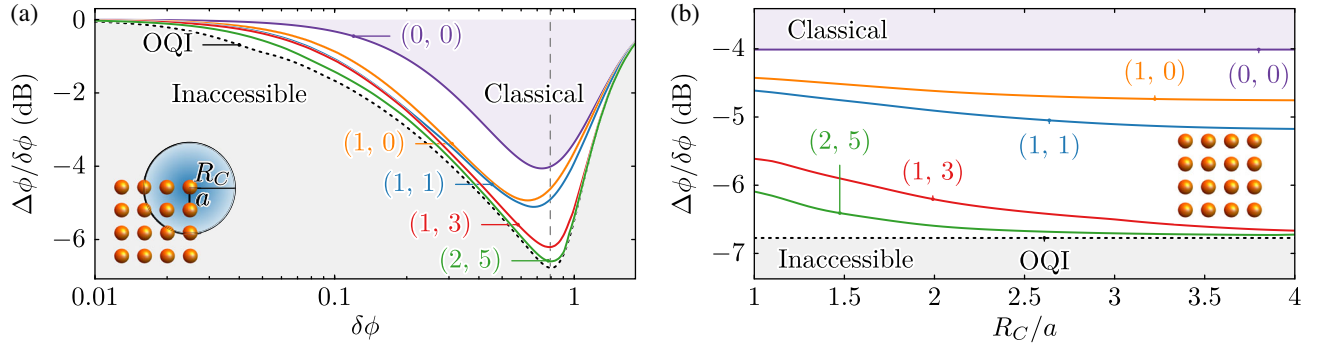 (a)
0
−2
−4
−6
Δϕ/δϕ (dB)
OQI
(0, 0)
Inaccessible
Classical
(1, 0)
(1, 1)
(1, 3)
(2, 5)
R_C
a
0.01
0.1
1
δϕ
(b)
−4
−5
−6
−7
Δϕ/δϕ (dB)
Classical
(1, 0)
(0, 0)
(2, 5)
(1, 1)
(1, 3)
Inaccessible
OQI
1
1.5
2
2.5
3
3.5
4
R_C/a